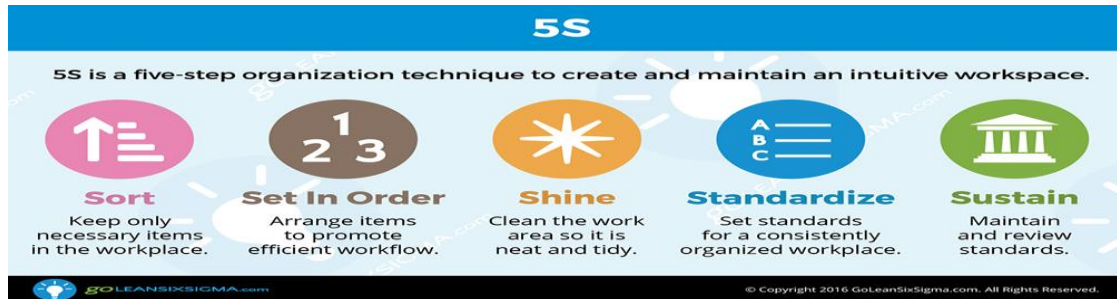 5S
5S is a five-step organization technique to create and maintain an intuitive workspace.
1
2 3
A
B
C
Sort
Keep only
necessary items
in the workplace.
Set In Order
Arrange items
to promote
efficient workflow.
Shine
Clean the work
area so it is
neat and tidy.
Standardize
Set standards
for a consistently
organized workplace.
Sustain
Maintain
and review
standards.
goLEANSIXSIGMA.com
© Copyright 2016 GoLeanSixSigma.com. All Rights Reserved.